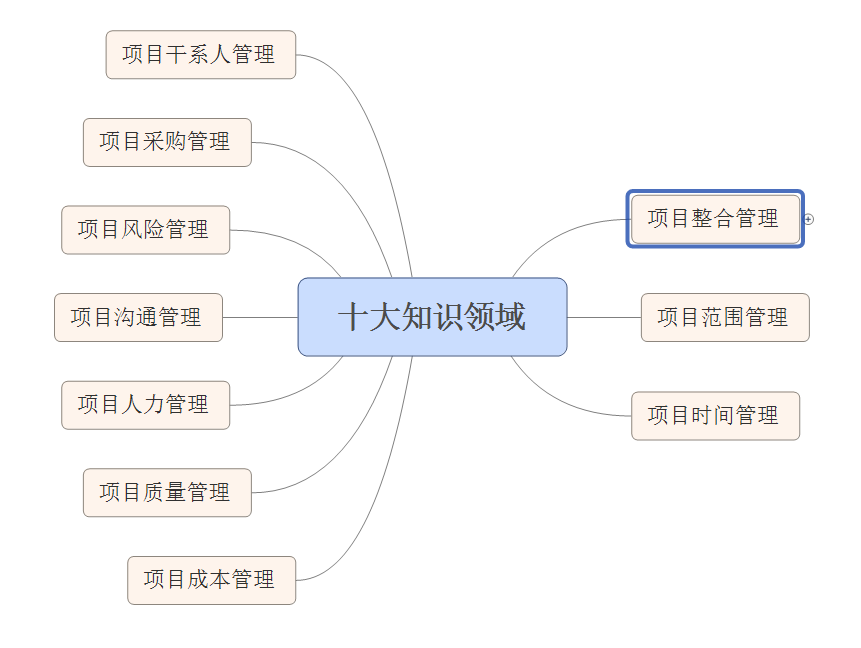 项目干系人管理
项目采购管理
项目风险管理
项目沟通管理
项目人力管理
项目质量管理
项目成本管理
十大知识领域
项目整合管理
项目范围管理
项目时间管理